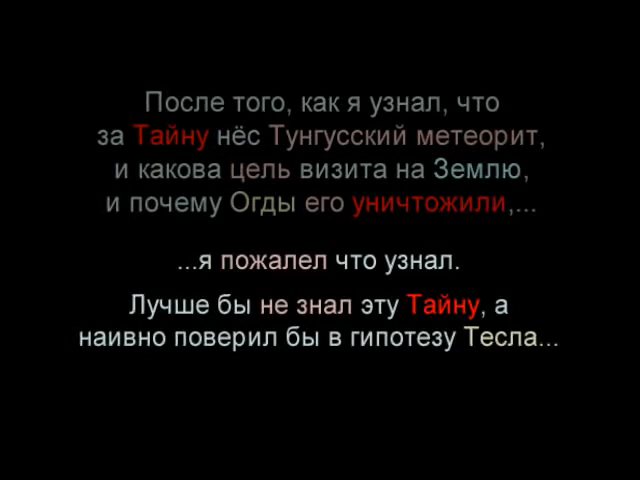 После того, как я узнал, что
за Тайну нёс Тунгусский метеорит,
и какова цель визита на Землю,
и почему Огды его уничтожили,...
...я пожалел что узнал.
Лучше бы не знал эту Тайну, а
наивно поверил бы в гипотезу Тесла...